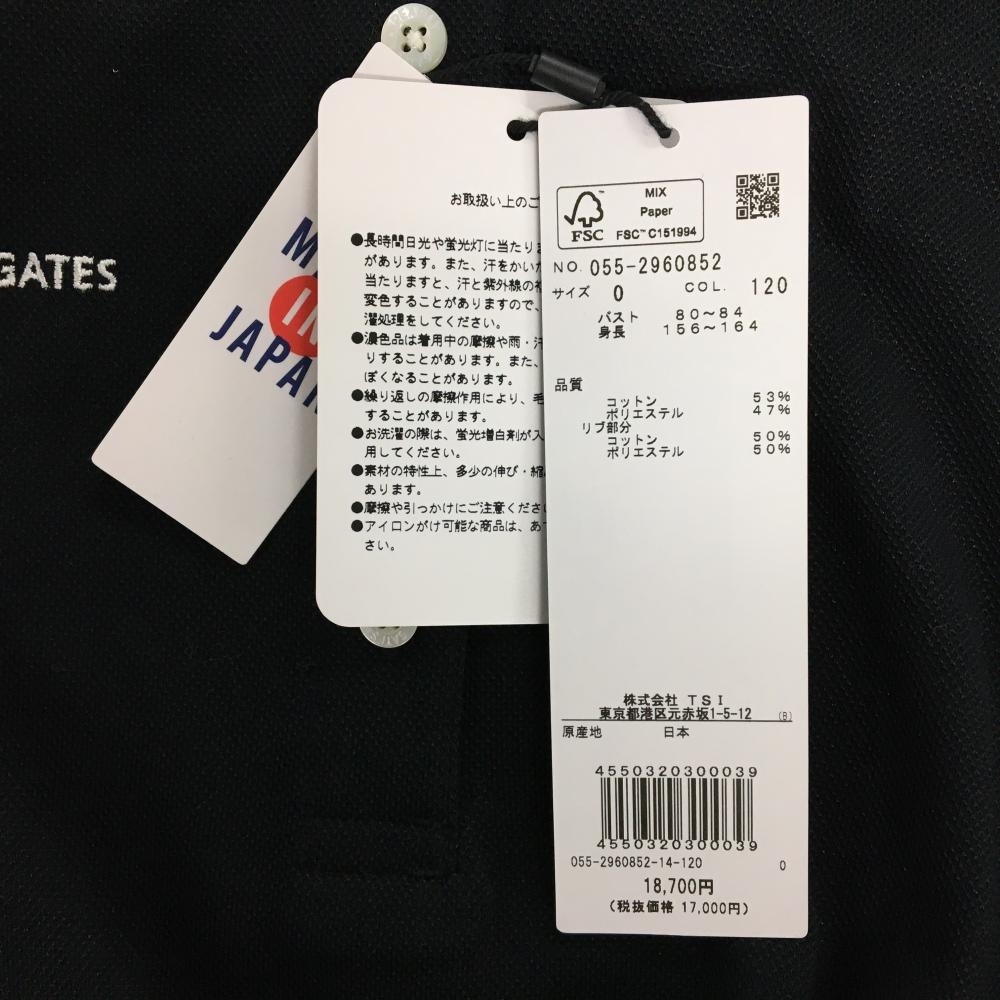 GATES
IN
JAPAN
お取扱い上のご
●長時間日光や蛍光灯に当たりま
があります。また、汗をかいた
当たりますと、汗と紫外線の複
変色することがありますので、
濯処理をしてください。
●濃色品は着用中の摩擦や雨・汗
りすることがあります。また、
ぽくなることがあります。
●繰り返しの摩擦作用により、毛
することがあります。
●お洗濯の際は、蛍光増白剤が入
用してください。
●素材の特性上、多少の伸び・縮
あります。
●摩擦や引っかけにご注意くださ
●アイロンがけ可能な商品は、あ
さい。
FSC
MIX
Paper
FSC™ C151994
NO. 055-2960852
サイズ 0 COL. 120
バスト 80～84
身長 156～164
品質
コットン 53%
ポリエステル 47%
リブ部分
コットン 50%
ポリエステル 50%
株式会社 TSI
東京都港区元赤坂1-5-12 (B)
原産地 日本
4550320300039
4550320300039
055-2960852-14-120 0
18,700円
(税抜価格 17,000円)